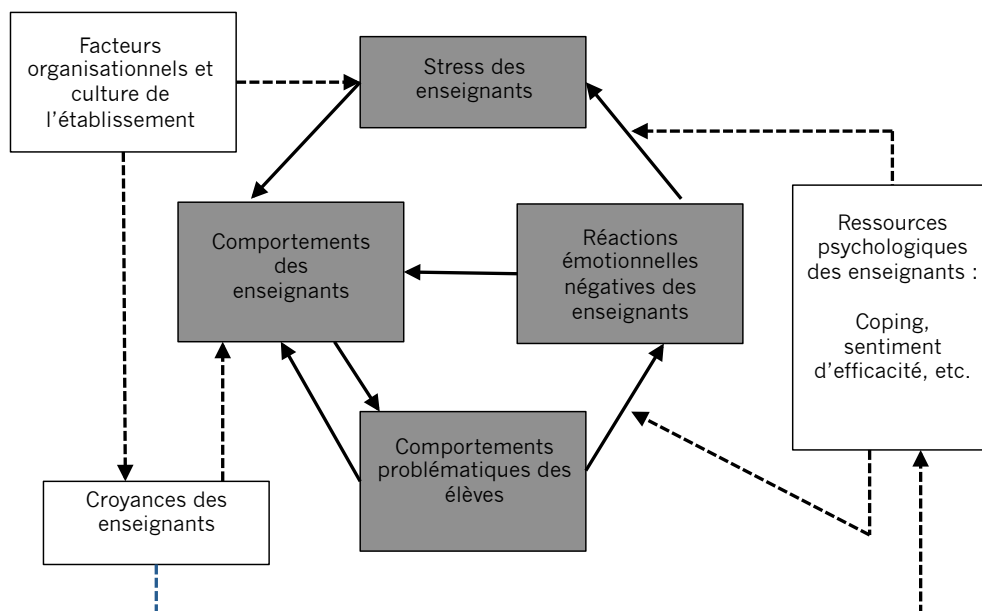 Facteurs
organisationnels et
culture de
l’établissement
Stress des
enseignants
Comportements
des
enseignants
Réactions
émotionnelles
négatives des
enseignants
Ressources
psychologiques
des enseignants :
Coping,
sentiment
d’efficacité, etc.
Comportements
problématiques des
élèves
Croyances des
enseignants